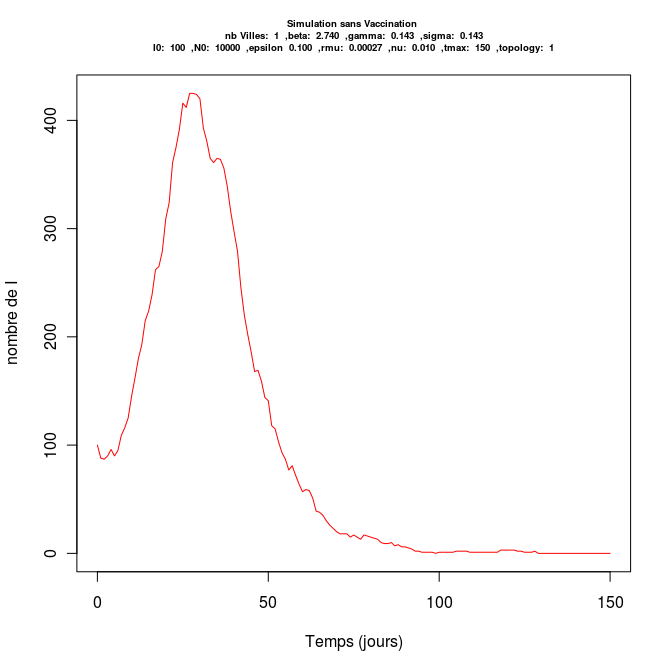 Simulation sans Vaccination
nb Villes: 1 ,beta: 2.740 ,gamma: 0.143 ,sigma: 0.143
I0: 100 ,N0: 10000 ,epsilon 0.100 ,rmu: 0.00027 ,nu: 0.010 ,tmax: 150 ,topology: 1
nombre de I
400
300
200
100
0
0 50 100 150
Temps (jours)